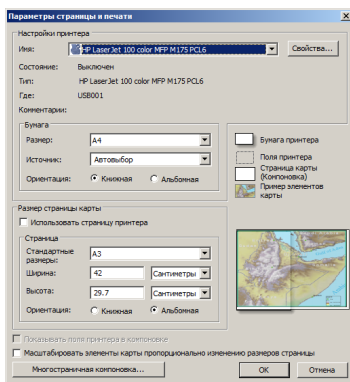 Параметры страницы и печати
Настройки принтера
Имя:
HP LaserJet 100 color MFP M175 PCL6
Свойства...
Состояние:
Выключен
Тип:
HP LaserJet 100 color MFP M175 PCL6
Где:
USB001
Комментарии:
Бумага
Размер:
A4
Источник:
Автовыбор
Ориентация:
Книжная
Альбомная
Бумага принтера
Поля принтера
Страница карты
(Компоновка)
Пример элементов
карты
Размер страницы карты
Использовать страницу принтера
Страница
Стандартные
размеры:
A3
Ширина:
42
Сантиметры
Высота:
29.7
Сантиметры
Ориентация:
Книжная
Альбомная
Показывать поля принтера в компоновке
Масштабировать элементы карты пропорционально изменению размеров страницы
Многостраничная компоновка...
OK
Отмена